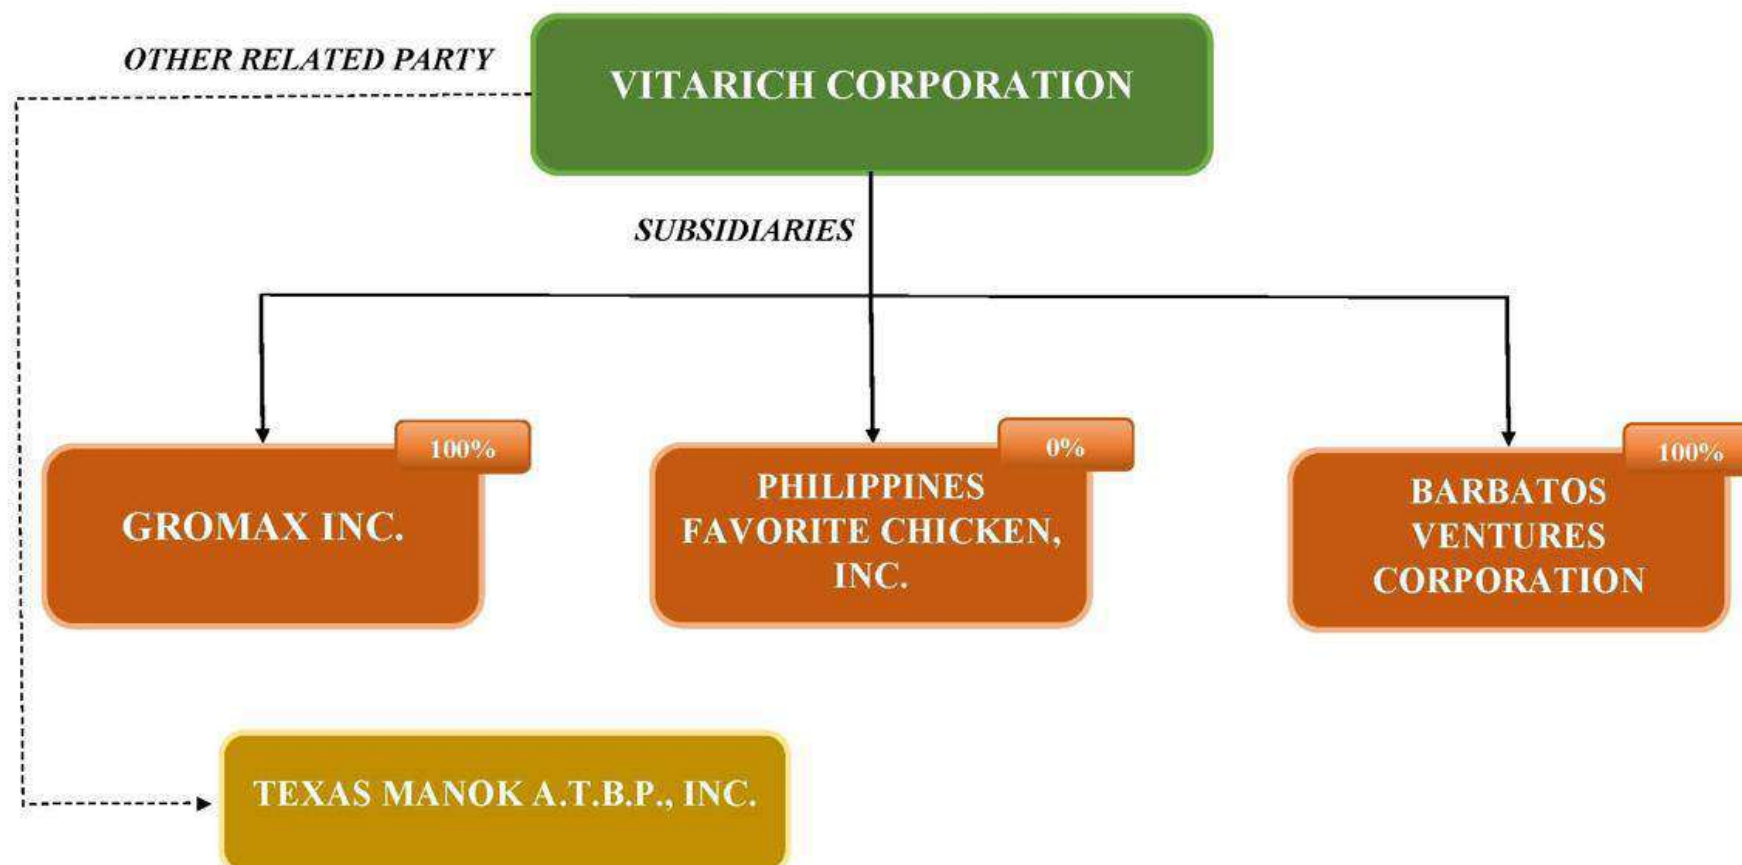 OTHER RELATED PARTY
VITARICH CORPORATION
SUBSIDIARIES
100%
GROMAX INC.
0%
PHILIPPINES
FAVORITE CHICKEN,
INC.
100%
BARBATOS
VENTURES
CORPORATION
TEXAS MANOK A.T.B.P., INC.